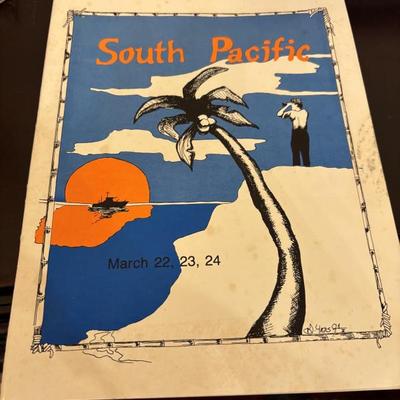 South Pacific
March 22, 23, 24